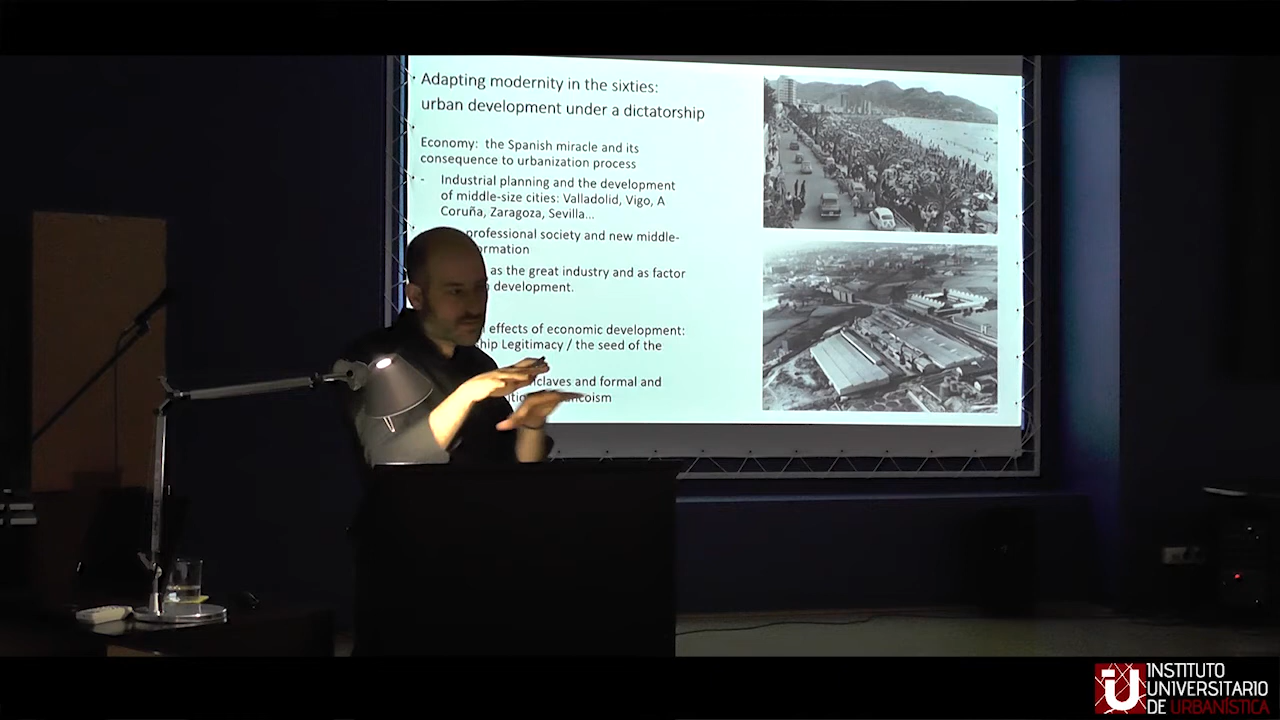 Adapting modernity in the sixties:
urban development under a dictatorship
Economy: the Spanish miracle and its
consequence to urbanization process
- Industrial planning and the development
of middle-size cities: Valladolid, Vigo, A
Coruña, Zaragoza, Sevilla...
professional society and new middle-
as the great industry and as factor
development.
effects of economic development:
Legitimacy / the seed of the
and formal and
INSTITUTO
UNIVERSITARIO
DE URBANÍSTICA